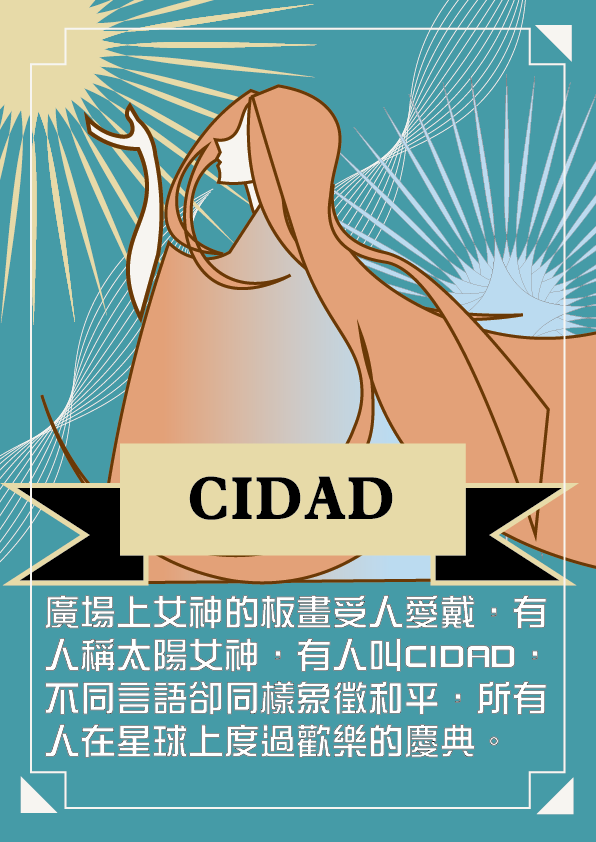 CIDAD
廣場上女神的板畫受人愛戴，有
人稱太陽女神，有人叫CIDAD，
不同言語卻同樣象徵和平，所有
人在星球上度過歡樂的慶典。